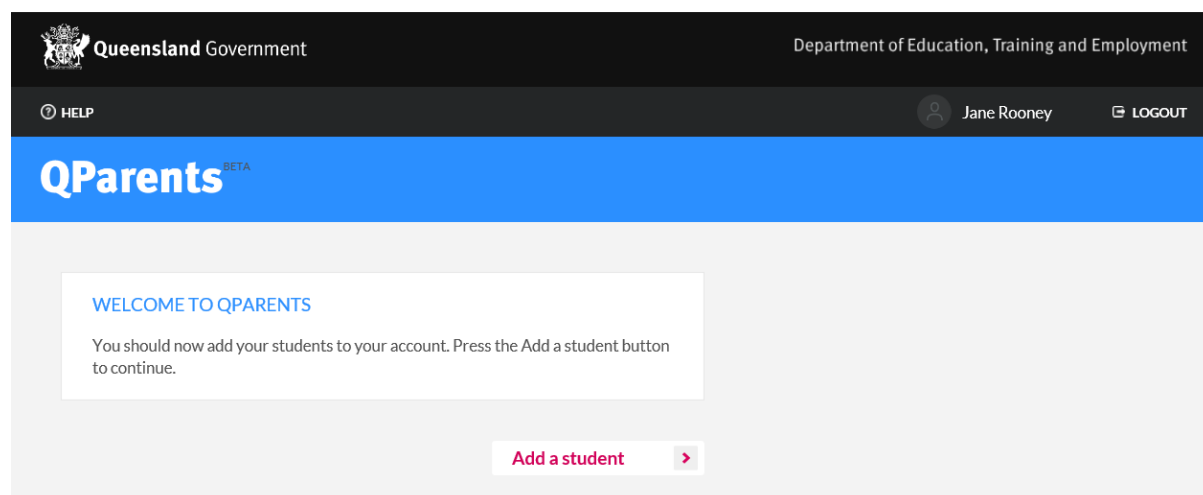 Queensland Government
Department of Education, Training and Employment
HELP
Jane Rooney
LOGOUT
QParents BETA
WELCOME TO QPARENTS
You should now add your students to your account. Press the Add a student button
to continue.
Add a student